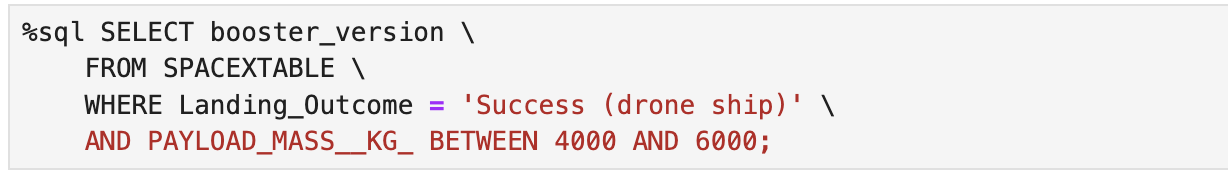 %sql SELECT booster_version \
FROM SPACEXTABLE \
WHERE Landing_Outcome = 'Success (drone ship)' \
AND PAYLOAD_MASS__KG_ BETWEEN 4000 AND 6000;